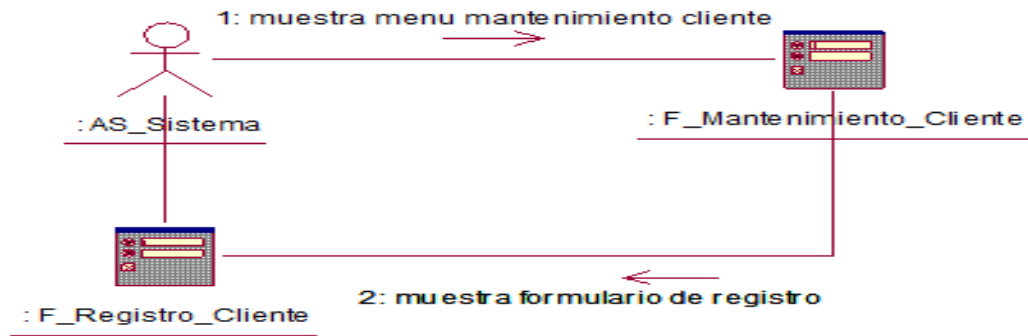 1: muestra menu mantenimiento cliente
: AS_Sistema
: F_Mantenimiento_Cliente
2: muestra formulario de registro
: F_Registro_Cliente